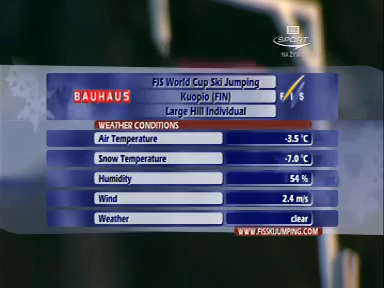 SPORT
NA ŻYWO
FIS World Cup Ski Jumping
BAUHAUS
Kuopio (FIN)
FIS
Large Hill Individual
WEATHER CONDITIONS
Air Temperature -3.5 °C
Snow Temperature -7.0 °C
Humidity 54 %
Wind 2.4 m/s
Weather clear
WWW.FISSKIJUMPING.COM